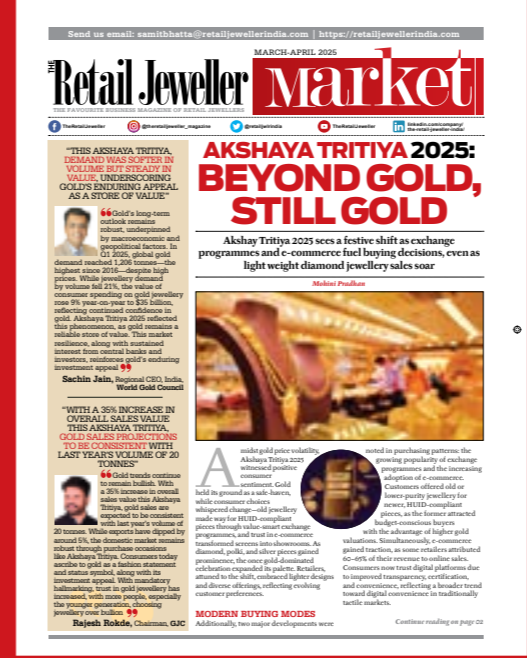 Send us email: samitbhatta@retailjewellerindia.com | https://retailjewellerindia.com
MARCH-APRIL 2025
THE Retail Jeweller Market
THE FAVOURITE BUSINESS MAGAZINE OF RETAIL JEWELLERS
TheRetailJeweller
@theretailjeweller_magazine
@retailjwlrindia
TheRetailJeweller
linkedin.com/company/
the-retail-jeweller-india/
"THIS AKSHAYA TRITIYA,
DEMAND WAS SOFTER IN
VOLUME BUT STEADY IN
VALUE, UNDERSCORING
GOLD'S ENDURING APPEAL
AS A STORE OF VALUE"
Gold's long-term
outlook remains
robust, underpinned
by macroeconomic and
geopolitical factors. In
Q1 2025, global gold
demand reached 1,206 tonnes—the
highest since 2016—despite high
prices. While jewellery demand
by volume fell 21%, the value of
consumer spending on gold jewellery
rose 9% year-on-year to $35 billion,
reflecting continued confidence in
gold. Akshaya Tritiya 2025 reflected
this phenomenon, as gold remains a
reliable store of value. This market
resilience, along with sustained
interest from central banks and
investors, reinforces gold's enduring
investment appeal
Sachin Jain, Regional CEO, India,
World Gold Council
"WITH A 35% INCREASE IN
OVERALL SALES VALUE
THIS AKSHAYA TRITIYA,
GOLD SALES PROJECTIONS
TO BE CONSISTENT WITH
LAST YEAR'S VOLUME OF 20
TONNES"
Gold trends continue
to remain bullish. With
a 35% increase in overall
sales value this Akshaya
Tritiya, gold sales are
expected to be consistent
with last year's volume of
20 tonnes. While exports have dipped by
around 5%, the domestic market remains
robust through purchase occasions
like Akshaya Tritiya. Consumers today
ascribe to gold as a fashion statement
and status symbol, along with its
investment appeal. With mandatory
hallmarking, trust in gold jewellery has
increased, with more people, especially
the younger generation, choosing
jewellery over bullion
Rajesh Rokde, Chairman, GJC
AKSHAYA TRITIYA 2025:
BEYOND GOLD,
STILL GOLD
Akshay Tritiya 2025 sees a festive shift as exchange
programmes and e-commerce fuel buying decisions, even as
light weight diamond jewellery sales soar
Mohini Pradhan
Amidst gold price volatility,
Akshaya Tritiya 2025
witnessed positive
consumer
sentiment. Gold
held its ground as a safe-haven,
while consumer choices
whispered change—old jewellery
made way for HUID-compliant
pieces through value-smart exchange
programmes, and trust in e-commerce
transformed screens into showrooms. As
diamond, polki, and silver pieces gained
prominence, the once gold-dominated
celebration expanded its palette. Retailers,
attuned to the shift, embraced lighter designs
and diverse offerings, reflecting evolving
customer preferences.
MODERN BUYING MODES
Additionally, two major developments were
noted in purchasing patterns: the
growing popularity of exchange
programmes and the increasing
adoption of e-commerce.
Customers offered old or
lower-purity jewellery for
newer, HUID-compliant
pieces, as the former attracted
budget-conscious buyers
with the advantage of higher gold
valuations. Simultaneously, e-commerce
gained traction, as some retailers attributed
60–65% of their revenue to online sales.
Consumers now trust digital platforms due
to improved transparency, certification,
and convenience, reflecting a broader trend
toward digital convenience in traditionally
tactile markets.
Continue reading on page 02